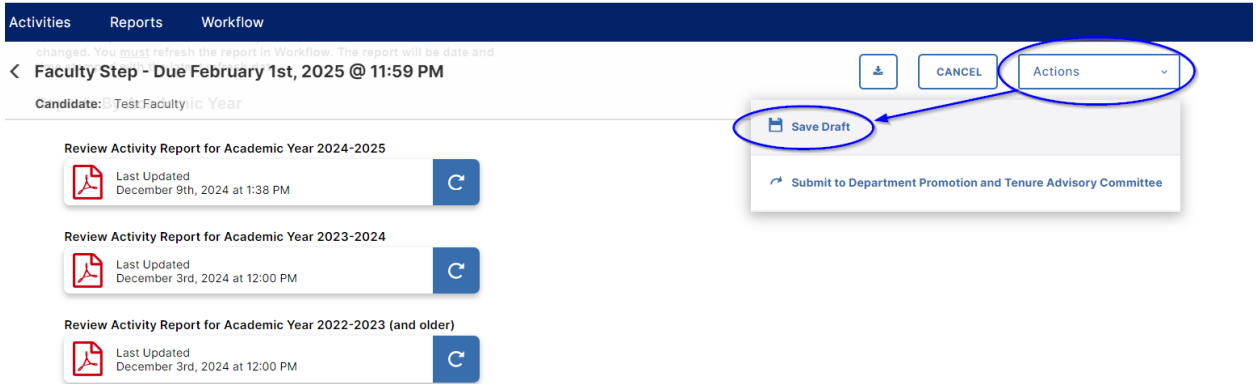 Activities Reports Workflow
changed. You must refresh the report in Workflow. The report will be date and
Faculty Step - Due February 1st, 2025 @ 11:59 PM
CANCEL
Actions
Candidate: Test Faculty
ic Year
Save Draft
Submit to Department Promotion and Tenure Advisory Committee
Review Activity Report for Academic Year 2024-2025
Last Updated
December 9th, 2024 at 1:38 PM
Review Activity Report for Academic Year 2023-2024
Last Updated
December 3rd, 2024 at 12:00 PM
Review Activity Report for Academic Year 2022-2023 (and older)
Last Updated
December 3rd, 2024 at 12:00 PM